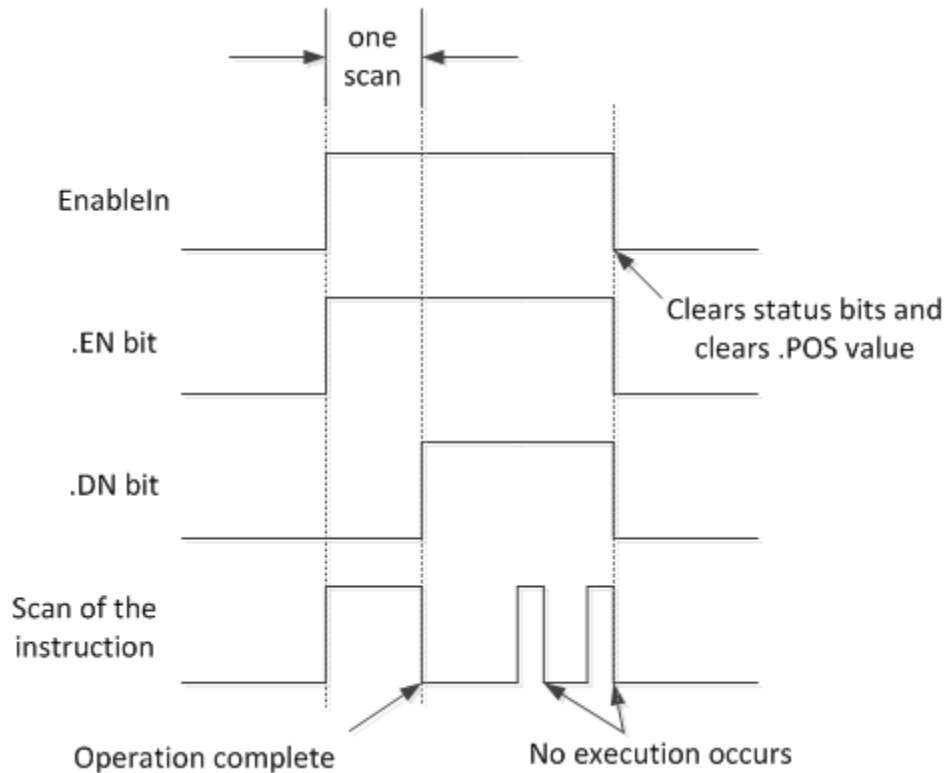 one
scan
EnableIn
Clears status bits and
clears .POS value
.EN bit
.DN bit
Scan of the
instruction
Operation complete
No execution occurs